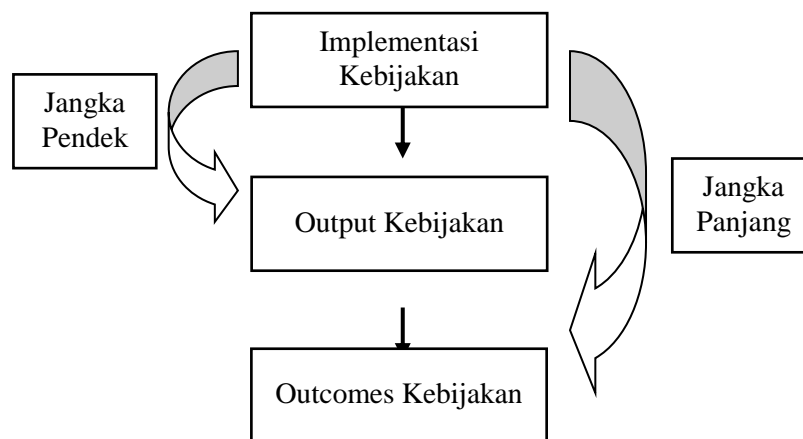 Implementasi
Kebijakan
Jangka
Pendek
Output Kebijakan
Jangka
Panjang
Outcomes Kebijakan